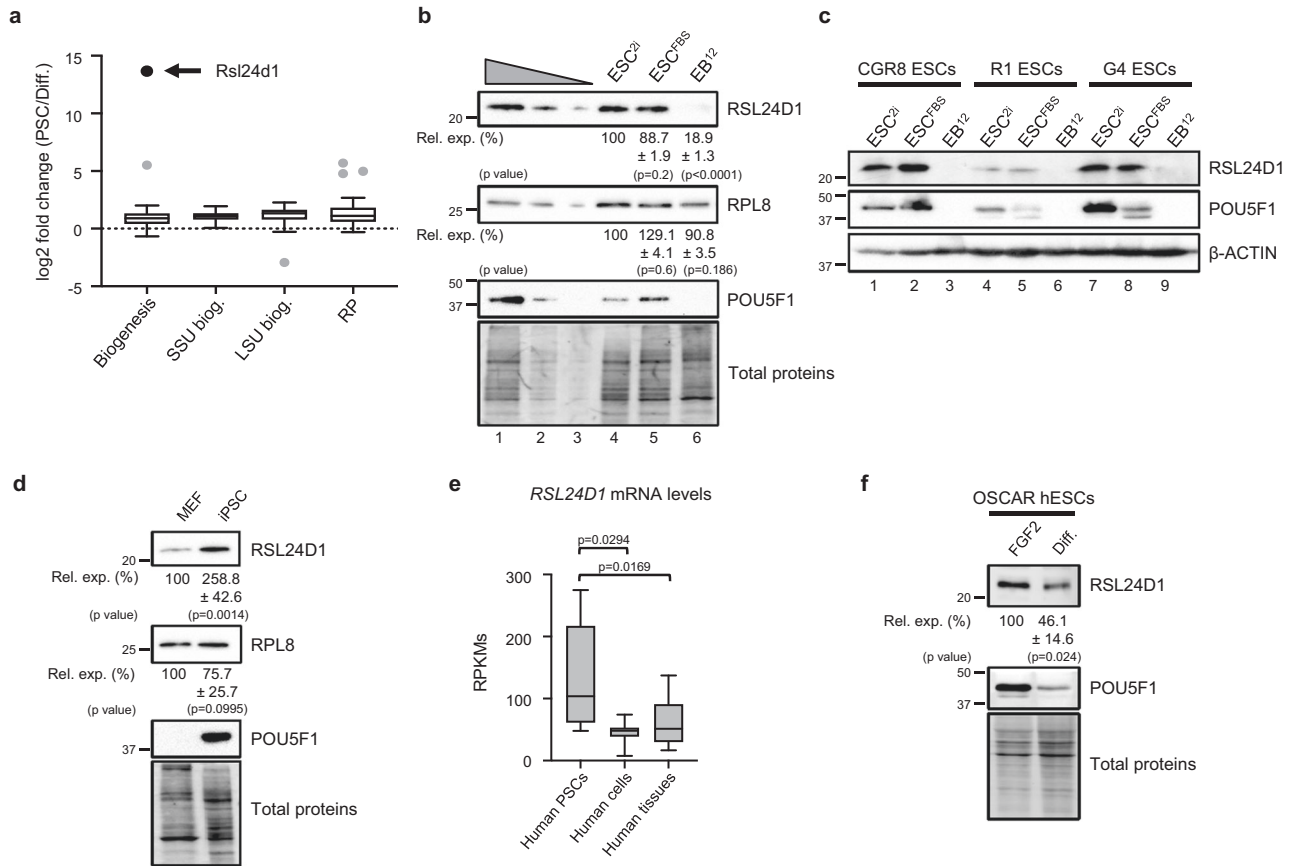 a
15
10
5
0
-5
log2 fold change (PSC/Diff.)
Rsl24d1
Biogenesis
SSU biog.
LSU biog.
RP
b
ESC2i
ESCFBS
EB12
20
RSL24D1
Rel. exp. (%)
100 88.7 18.9
± 1.9 ± 1.3
(p value) (p=0.2) (p<0.0001)
25
RPL8
Rel. exp. (%)
100 129.1 90.8
± 4.1 ± 3.5
(p value) (p=0.6) (p=0.186)
50
37
POU5F1
Total proteins
1 2 3 4 5 6
c
CGR8 ESCs R1 ESCs G4 ESCs
ESC2i ESCFBS EB12 ESC2i ESCFBS EB12 ESC2i ESCFBS EB12
20
RSL24D1
50
37
POU5F1
37
β-ACTIN
1 2 3 4 5 6 7 8 9
d
MEF
iPSC
20
RSL24D1
Rel. exp. (%) 100 258.8
± 42.6
(p value) (p=0.0014)
25
RPL8
Rel. exp. (%) 100 75.7
± 25.7
(p value) (p=0.0995)
37
POU5F1
Total proteins
e
RSL24D1 mRNA levels
p=0.0294
p=0.0169
300
200
100
0
RPKMs
Human PSCs
Human cells
Human tissues
f
OSCAR hESCs
FGF2
Diff.
20
RSL24D1
Rel. exp. (%) 100 46.1
± 14.6
(p value) (p=0.024)
50
37
POU5F1
Total proteins